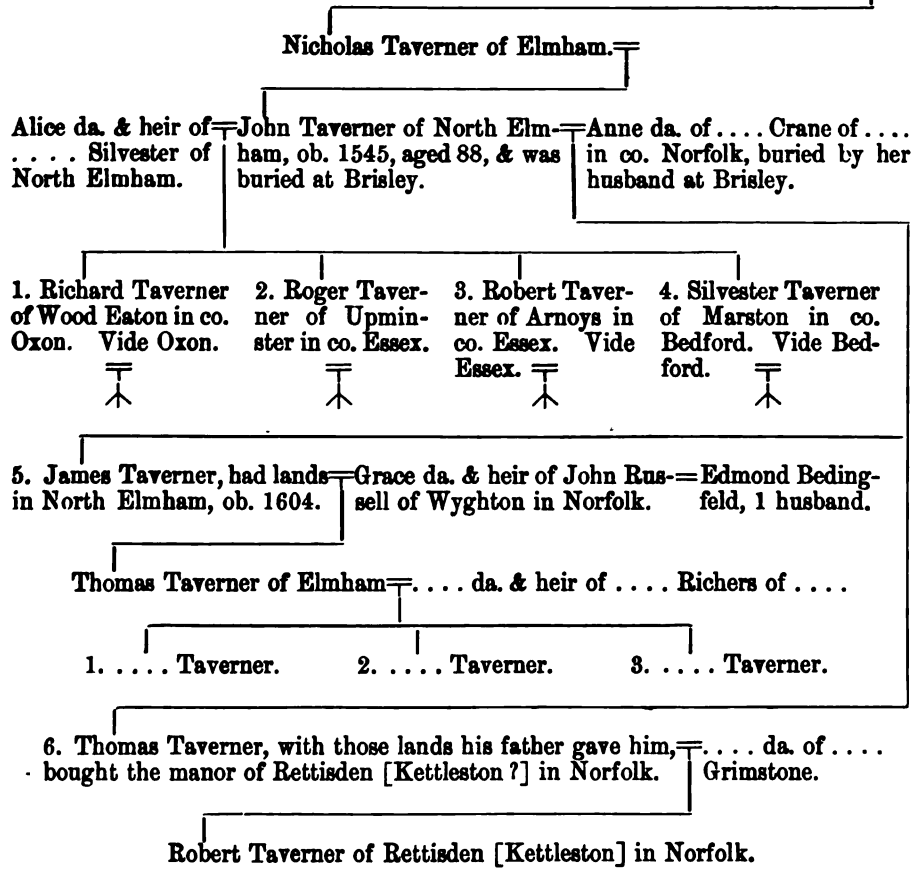 Nicholas Taverner of Elmham.
Alice da. & heir of
. . . . Silvester of
North Elmham.
John Taverner of North Elm-
ham, ob. 1545, aged 88, & was
buried at Brisley.
Anne da. of . . . . Crane of . . . .
in co. Norfolk, buried by her
husband at Brisley.
1. Richard Taverner
of Wood Eaton in co.
Oxon. Vide Oxon.
2. Roger Taver-
ner of Upmin-
ster in co. Essex.
3. Robert Taver-
ner of Arnoys in
co. Essex. Vide
Essex.
4. Silvester Taverner
of Marston in co.
Bedford. Vide Bed-
ford.
5. James Taverner, had lands
in North Elmham, ob. 1604.
Grace da. & heir of John Rus-
sell of Wyghton in Norfolk.
Edmond Beding-
feld, 1 husband.
Thomas Taverner of Elmham
. . . . da. & heir of . . . . Richers of . . . .
1. . . . . Taverner.
2. . . . . Taverner.
3. . . . . Taverner.
6. Thomas Taverner, with those lands his father gave him,
bought the manor of Rettisden [Kettleston ?] in Norfolk.
. . . . da. of . . . .
Grimstone.
Robert Taverner of Rettisden [Kettleston] in Norfolk.